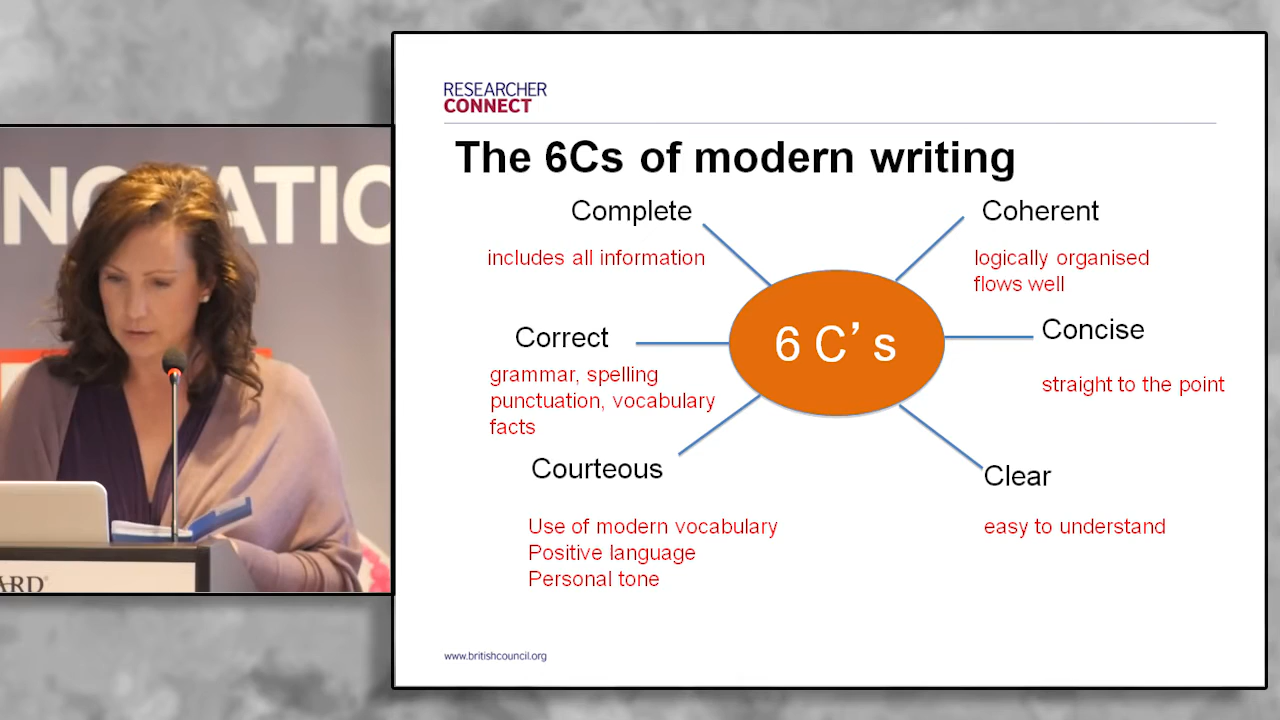 NOVATIO
ARD®
RESEARCHER
CONNECT
The 6Cs of modern writing
Complete
includes all information
Coherent
logically organised
flows well
Correct
grammar, spelling
punctuation, vocabulary
facts
6 C's
Concise
straight to the point
Courteous
Use of modern vocabulary
Positive language
Personal tone
Clear
easy to understand
www.britishcouncil.org